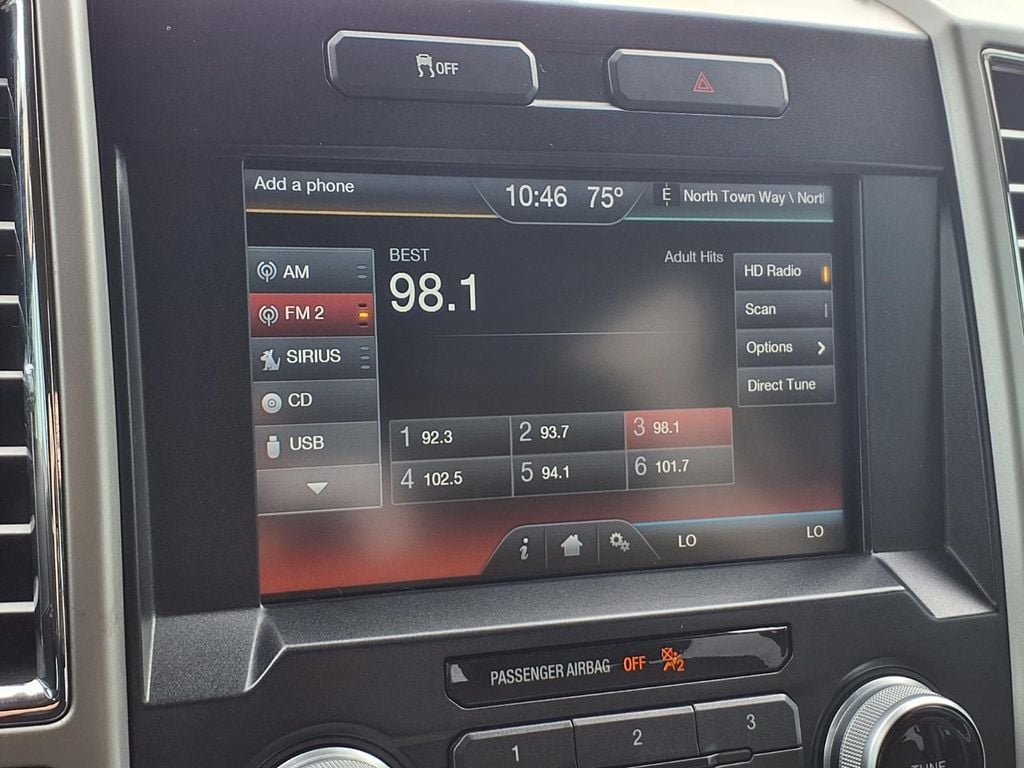 OFF
Add a phone
10:46 75°
E North Town Way \ Nort
AM
FM 2
SIRIUS
CD
USB
BEST
98.1
Adult Hits
HD Radio
Scan
Options
Direct Tune
1 92.3 2 93.7 3 98.1
4 102.5 5 94.1 6 101.7
i
LO LO
PASSENGER AIRBAG OFF 2
1 2 3
TUNE